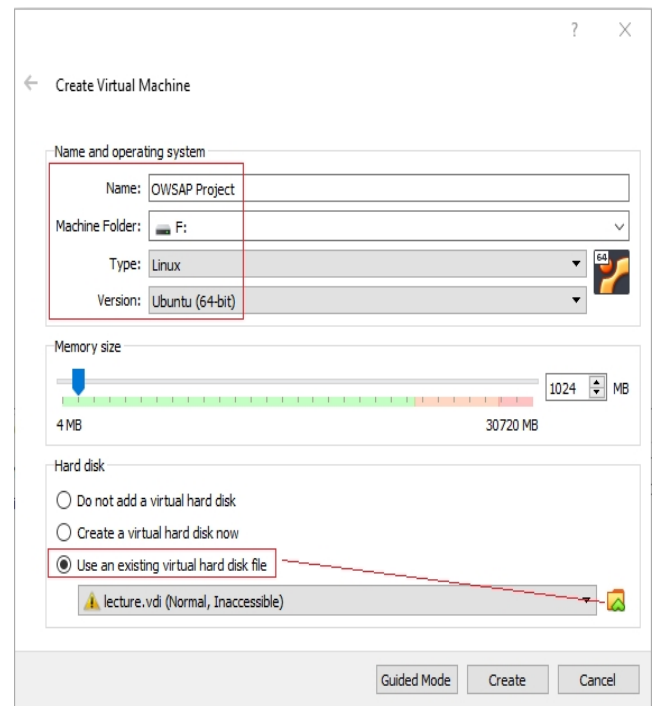 ?
Create Virtual Machine
Name and operating system
Name: OWSAP Project
Machine Folder: F:
Type: Linux
64
Version: Ubuntu (64-bit)
Memory size
1024 MB
4 MB 30720 MB
Hard disk
Do not add a virtual hard disk
Create a virtual hard disk now
Use an existing virtual hard disk file
lecture.vdi (Normal, Inaccessible)
Guided Mode Create Cancel